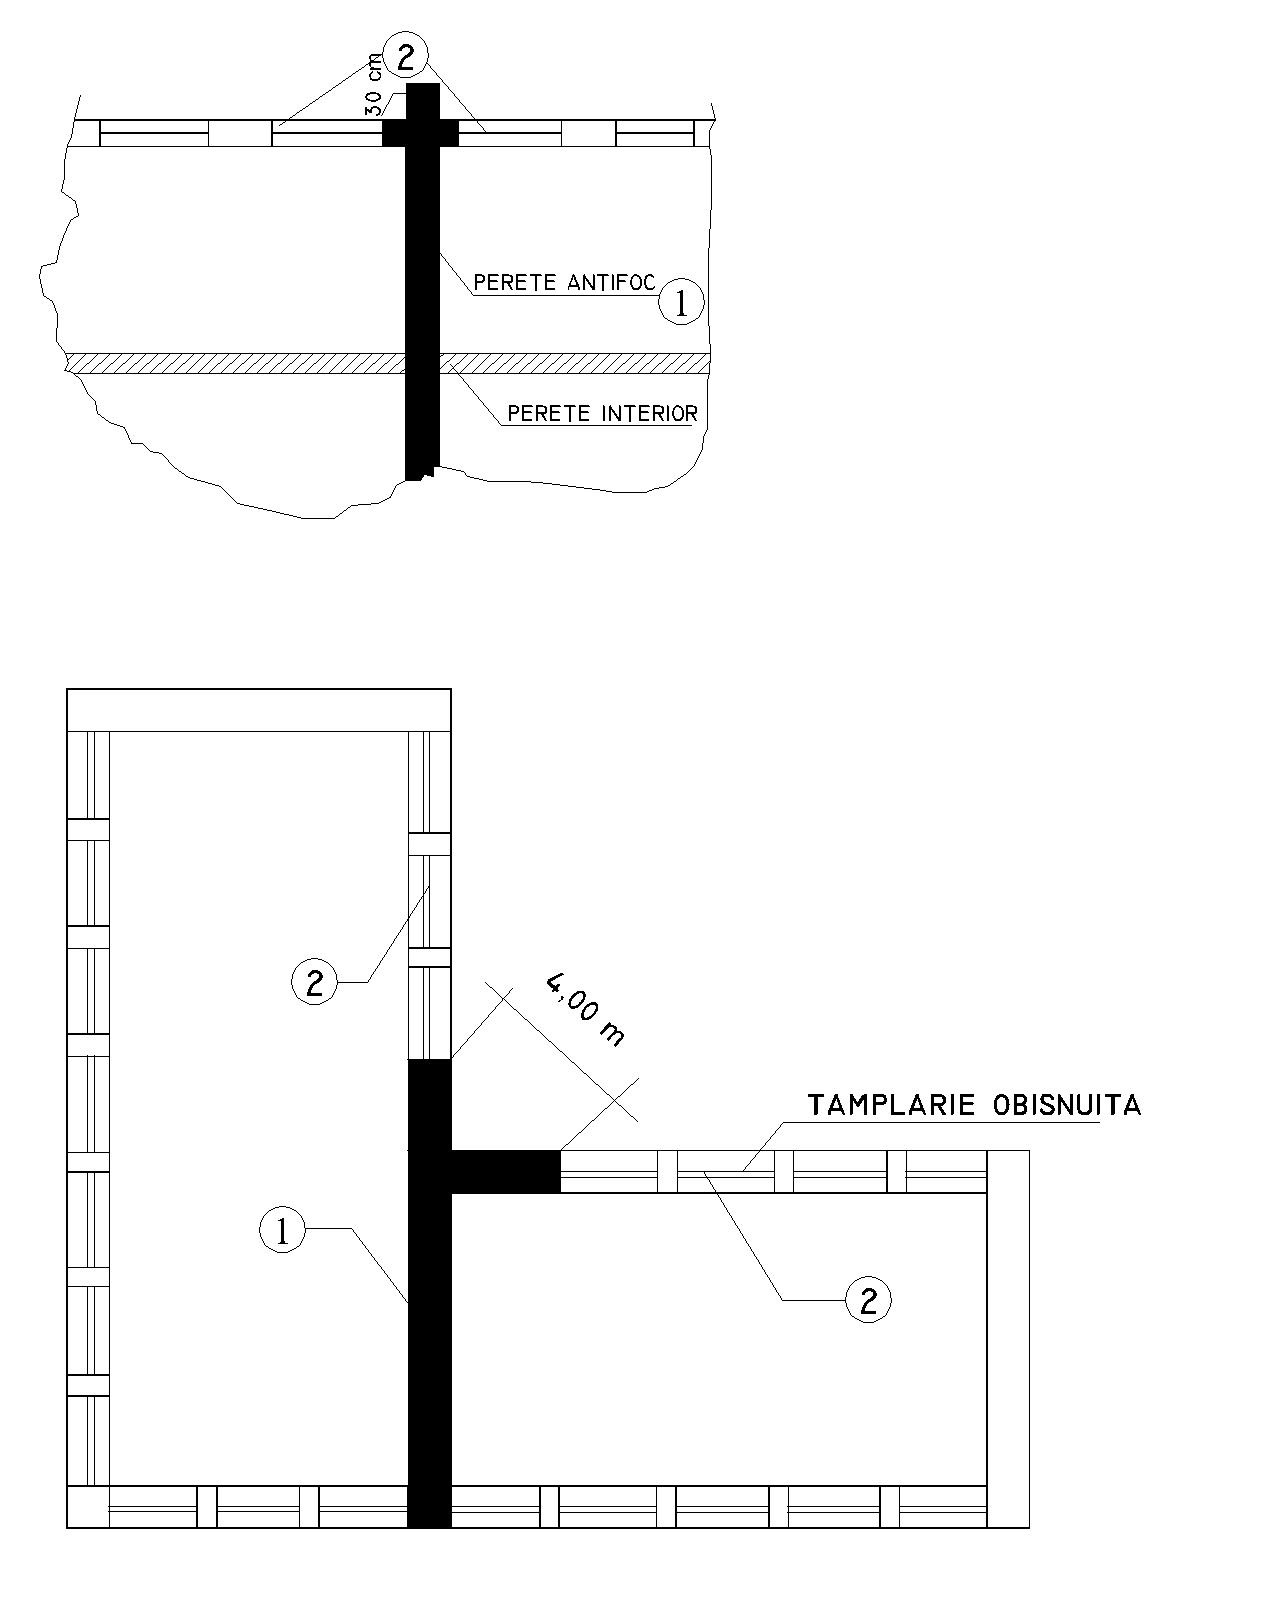 2
30 cm
PERETE ANTIFOC
1
PERETE INTERIOR
2
4,00 m
TAMPLARIE OBISNUITA
1
2